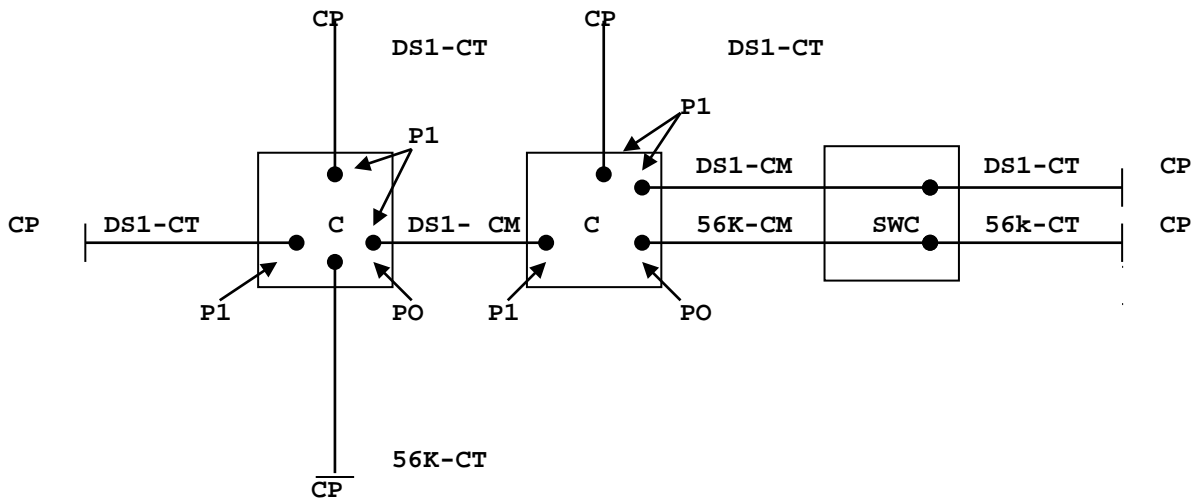 CP CP
DS1-CT DS1-CT
P1
P1
DS1-CM DS1-CT CP
CP DS1-CT C DS1- CM C 56K-CM SWC 56k-CT CP
P1 PO P1 PO
56K-CT
CP